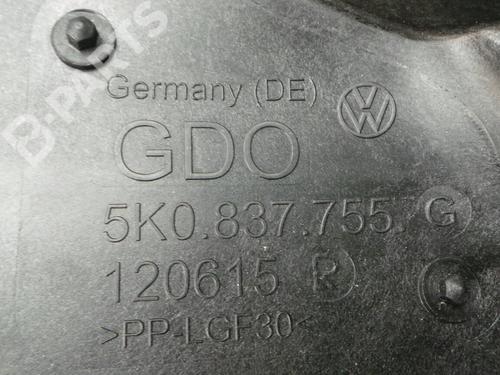 B-PARTS
Germany (DE)
GDO
5K0.837.755. G
120615 R
>PP-LGF30<